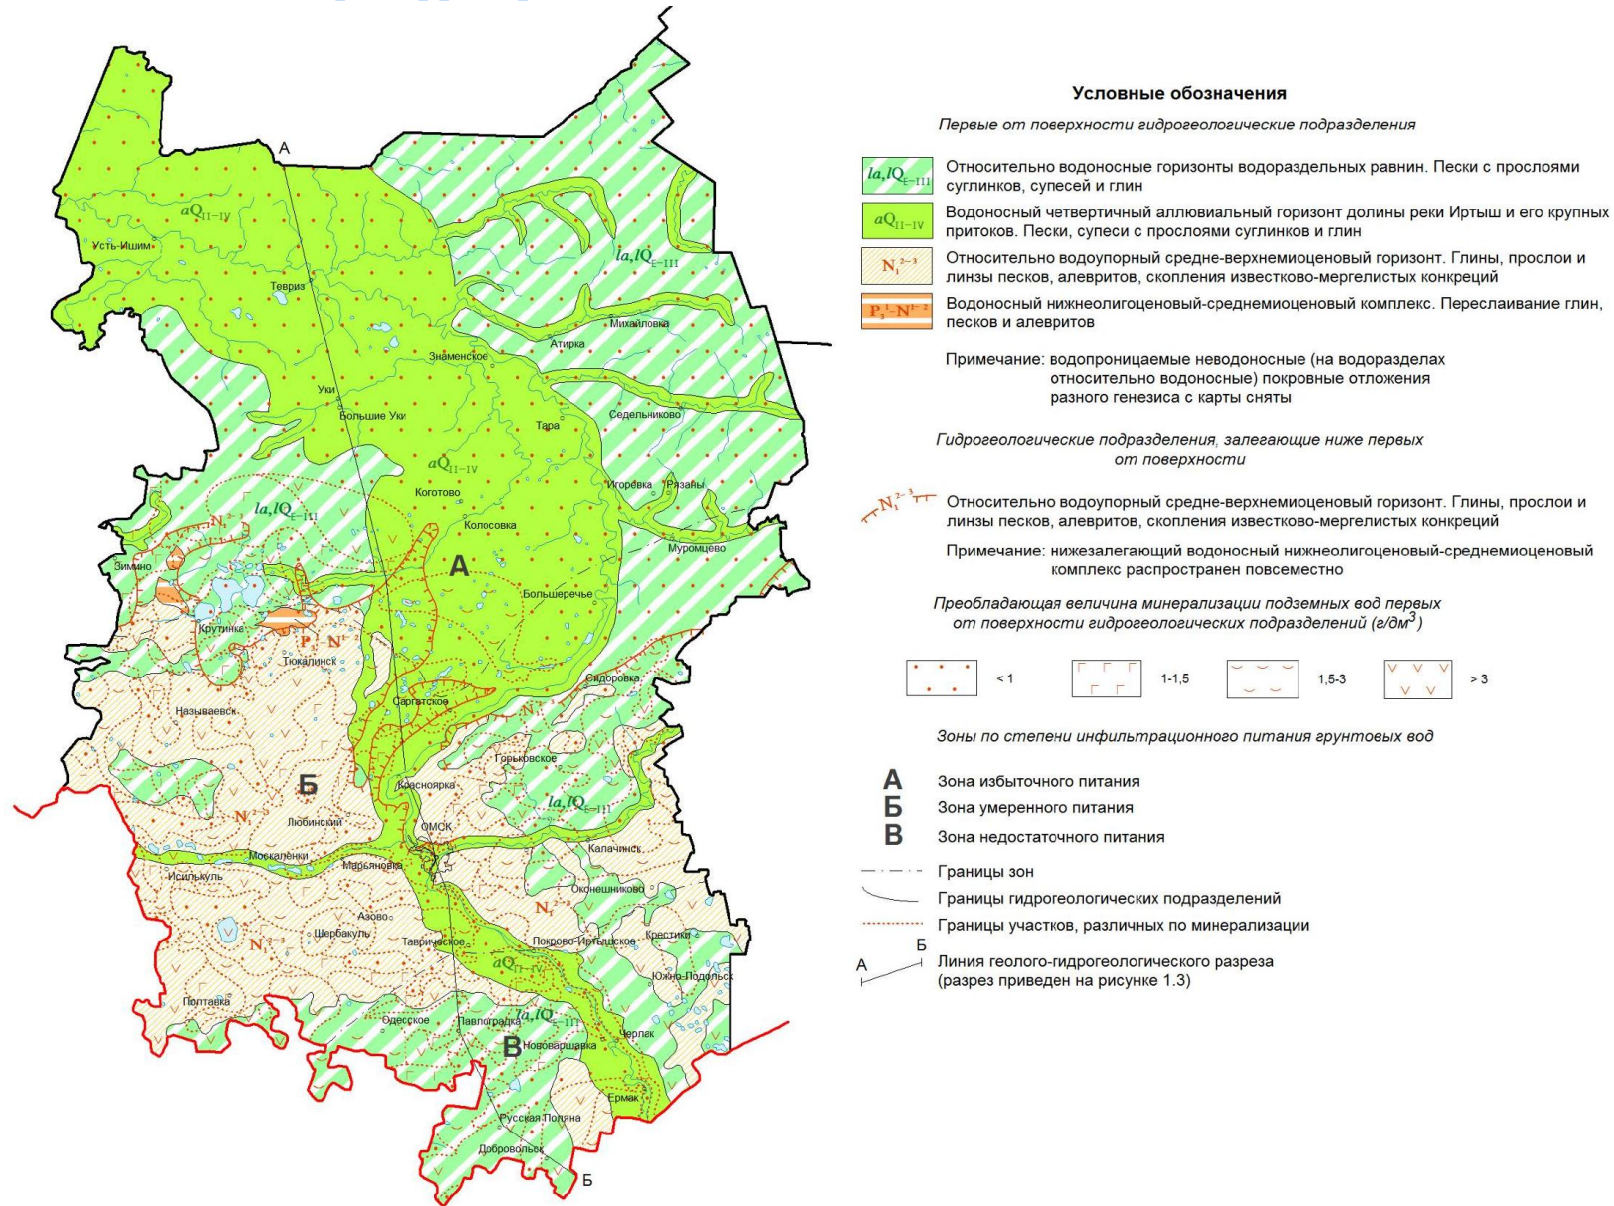 А
aQII–IV
Усть-Ишим
la,lQE–III
Тевриз
Михайловка
Атирка
Знаменское
Уки
Большие Уки
Седельниково
Тара
aQII–IV
Игоревка
Рязаны
Коготово
la,lQE–III
N₁²⁻³
Колосовка
Муромцево
Зимино
А
Большеречье
Крутинка
Тюкалинск
Сидоровка
Называевск
Саргатское
Горьковское
Б
Красноярка
la,lQE–III
N₁²⁻³
Любинский
ОМСК
Москаленки
Марьяновка
Калачинск
Исилькуль
Оконешниково
Азово
N₁²⁻³
Щербакуль
Таврическое
Покрово-Иртышское
Крестики
aQII–IV
Южно-Подольск
Полтавка
Одесское
Павлоградка
la,lQE–III
Черлак
В
Нововаршавка
Ермак
Русская Поляна
Добровольск
Б
Условные обозначения
Первые от поверхности гидрогеологические подразделения
la,lQE–III
Относительно водоносные горизонты водораздельных равнин. Пески с прослоями
суглинков, супесей и глин
aQII–IV
Водоносный четвертичный аллювиальный горизонт долины реки Иртыш и его крупных
притоков. Пески, супеси с прослоями суглинков и глин
N₁²⁻³
Относительно водоупорный средне-верхнемиоценовый горизонт. Глины, прослои и
линзы песков, алевритов, скопления известково-мергелистых конкреций
P₃¹-N¹⁻²
Водоносный нижнеолигоценовый-среднемиоценовый комплекс. Переслаивание глин,
песков и алевритов
Примечание: водопроницаемые неводоносные (на водоразделах
относительно водоносные) покровные отложения
разного генезиса с карты сняты
Гидрогеологические подразделения, залегающие ниже первых
от поверхности
N₁²⁻³
Относительно водоупорный средне-верхнемиоценовый горизонт. Глины, прослои и
линзы песков, алевритов, скопления известково-мергелистых конкреций
Примечание: нижезалегающий водоносный нижнеолигоценовый-среднемиоценовый
комплекс распространен повсеместно
Преобладающая величина минерализации подземных вод первых
от поверхности гидрогеологических подразделений (г/дм³)
< 1
1-1,5
1,5-3
> 3
Зоны по степени инфильтрационного питания грунтовых вод
А Зона избыточного питания
Б Зона умеренного питания
В Зона недостаточного питания
Границы зон
Границы гидрогеологических подразделений
Границы участков, различных по минерализации
А Б
Линия геолого-гидрогеологического разреза
(разрез приведен на рисунке 1.3)